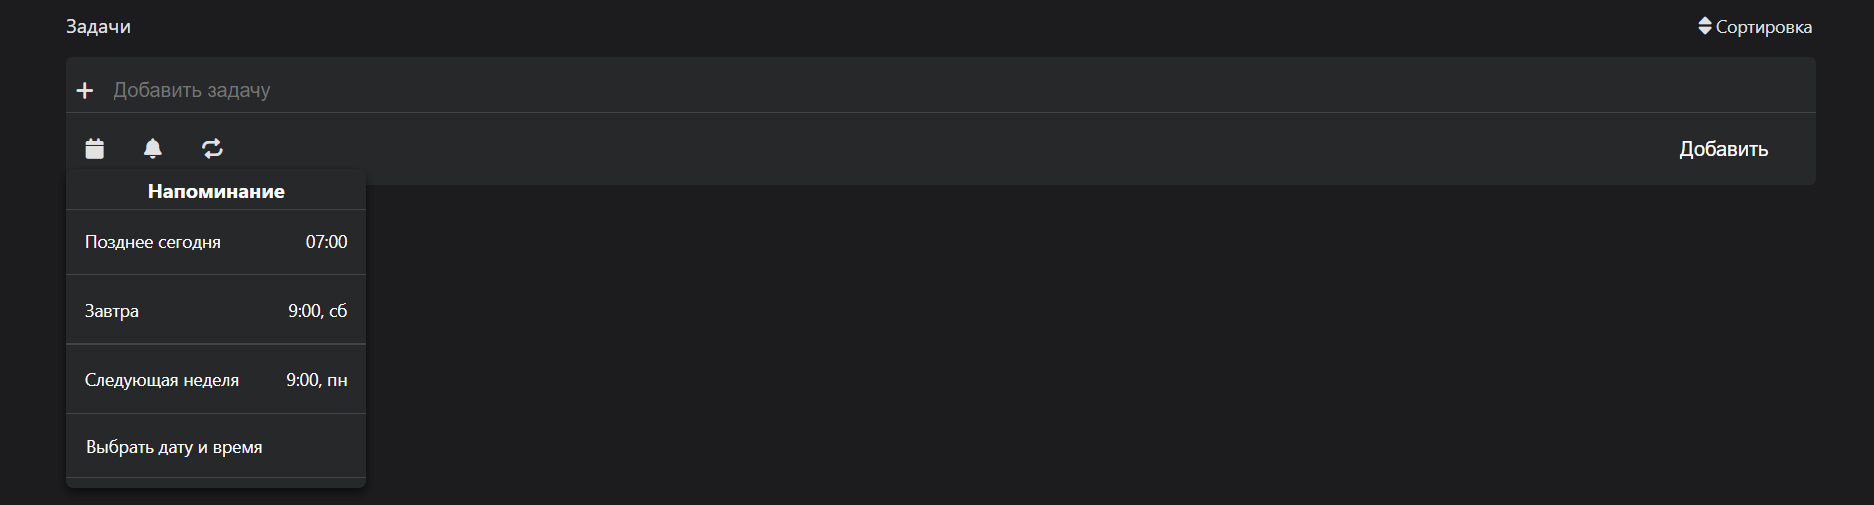 Задачи
Сортировка
Добавить задачу
Добавить
Напоминание
Позднее сегодня 07:00
Завтра 9:00, сб
Следующая неделя 9:00, пн
Выбрать дату и время